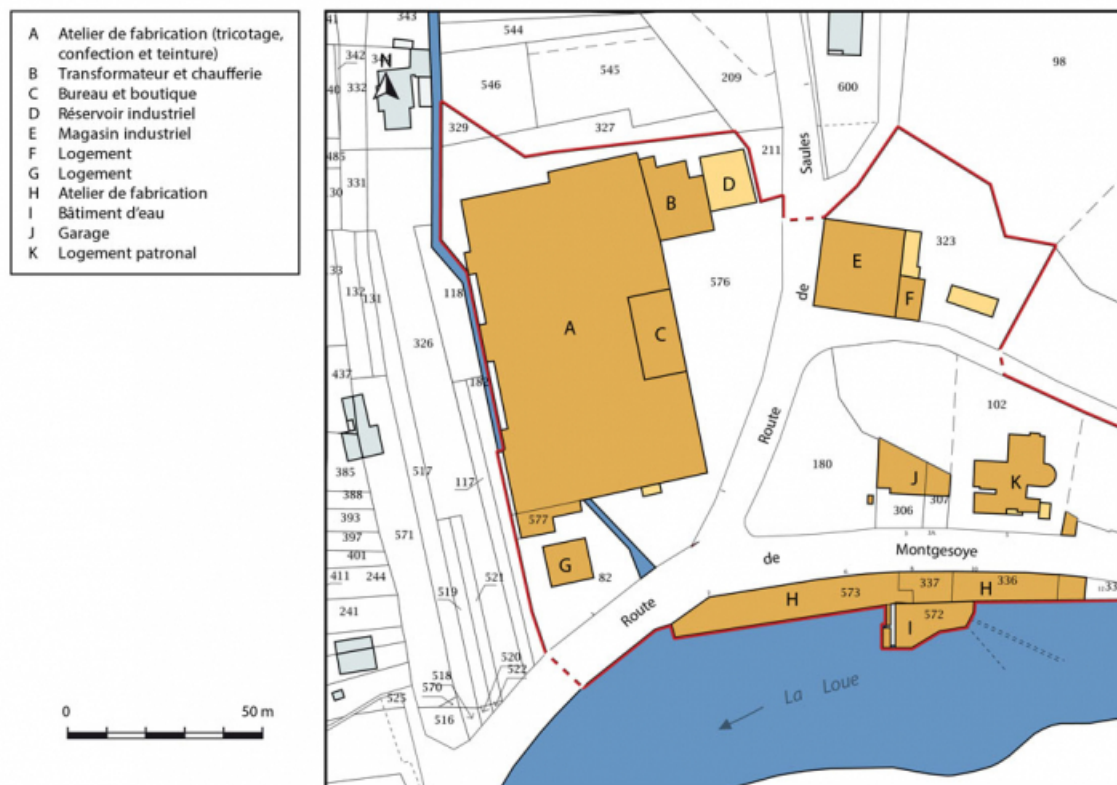 A Atelier de fabrication (tricotage,
confection et teinture)
B Transformateur et chaufferie
C Bureau et boutique
D Réservoir industriel
E Magasin industriel
F Logement
G Logement
H Atelier de fabrication
I Bâtiment d'eau
J Garage
K Logement patronal
0 50 m
N
343
544
342
332
546
545
209
600
98
329
327
211
Saules
485
331
30
B
D
323
E
F
576
de
118
132
131
326
A
C
437
182
102
Route
180
J
K
385
517
117
388
306
307
393
397
571
577
401
411
244
G
82
de
Montgesoye
519
521
241
H
573
337
336
H
Route
572
I
520
522
518
570
525
516
La Loue